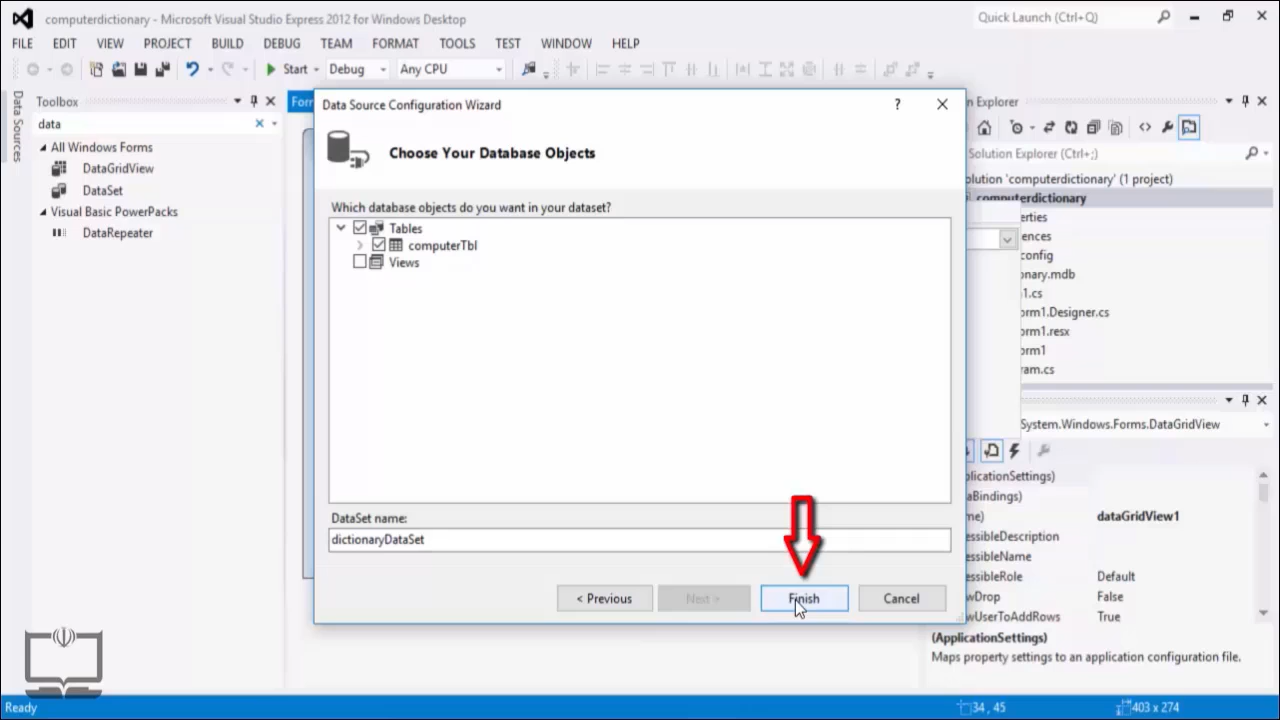 computerdictionary - Microsoft Visual Studio Express 2012 for Windows Desktop
Quick Launch (Ctrl+Q)
FILE EDIT VIEW PROJECT BUILD DEBUG TEAM FORMAT TOOLS TEST WINDOW HELP
Start Debug Any CPU
Data Sources
Toolbox
data
All Windows Forms
DataGridView
DataSet
Visual Basic PowerPacks
DataRepeater
Forr
Data Source Configuration Wizard
?
Choose Your Database Objects
Which database objects do you want in your dataset?
Tables
computerTbl
Views
DataSet name:
dictionaryDataSet
< Previous
Next >
Finish
Cancel
n Explorer
Solution Explorer (Ctrl+;)
olution 'computerdictionary' (1 project)
computerdictionary
erties
ences
config
onary.mdb
1.cs
orm1.Designer.cs
orm1.resx
orm1
ram.cs
System.Windows.Forms.DataGridView
plicationSettings)
aBindings)
me) dataGridView1
essibleDescription
essibleName
essibleRole Default
wDrop False
wUserToAddRows True
(ApplicationSettings)
Maps property settings to an application configuration file.
Ready
34 , 45
403 x 274